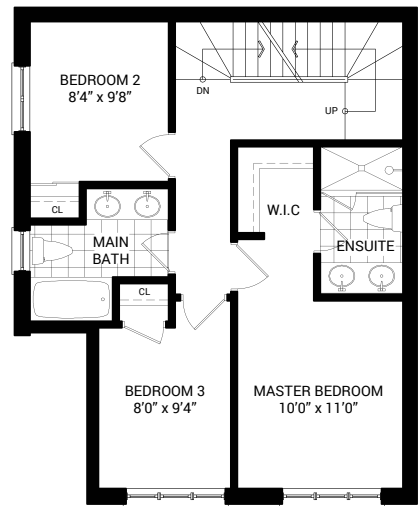 BEDROOM 2
8'4” x 9'8”
DN
UP
CL
W.I.C
MAIN
BATH
ENSUITE
CL
BEDROOM 3
8'0” x 9'4”
MASTER BEDROOM
10'0” x 11'0”